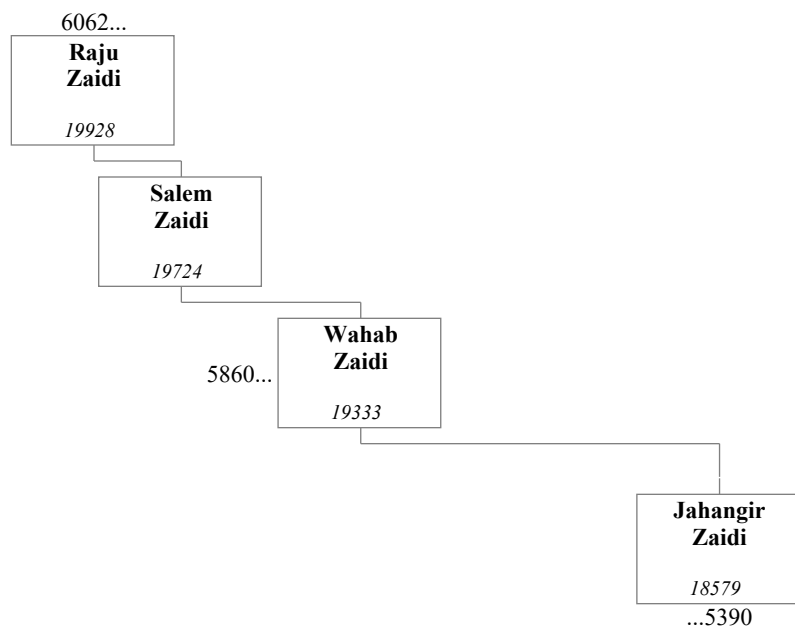 6062...
Raju
Zaidi
19928
Salem
Zaidi
19724
Wahab
Zaidi
5860...
19333
Jahangir
Zaidi
18579
...5390